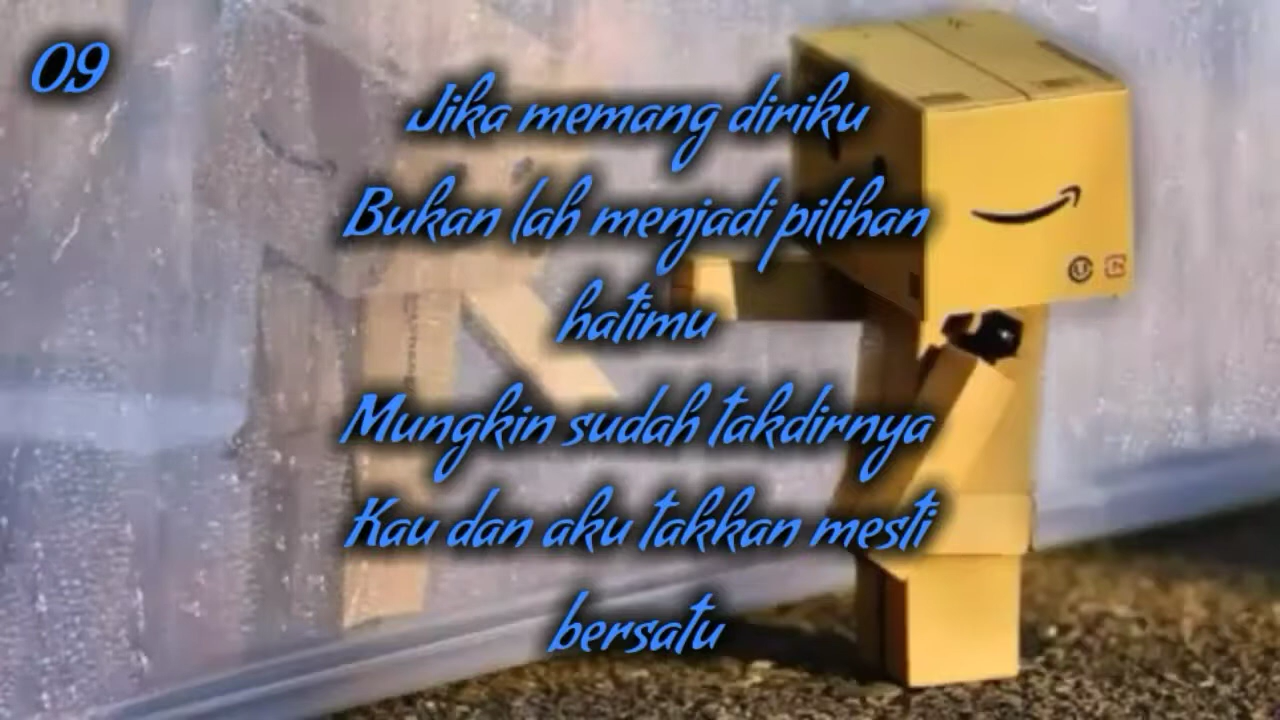 09
Jika memang diriku
Bukan lah menjadi pilihan
hatimu
Mungkin sudah takdirnya
Kau dan aku takkan mesti
bersatu